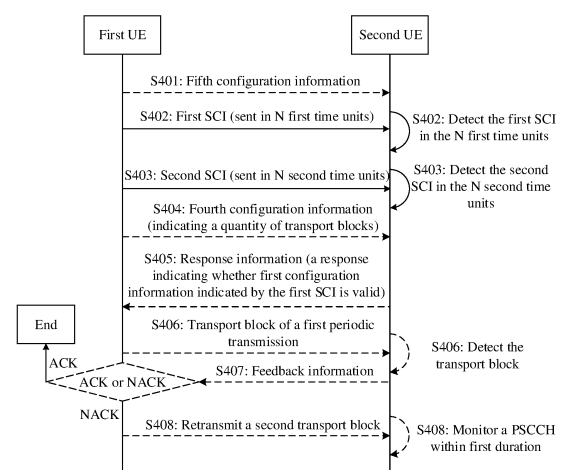 First UE
Second UE
S401: Fifth configuration information
S402: First SCI (sent in N first time units)
S402: Detect the first SCI
in the N first time units
S403: Second SCI (sent in N second time units)
S403: Detect the second
SCI in the N second time
units
S404: Fourth configuration information
(indicating a quantity of transport blocks)
S405: Response information (a response
indicating whether first configuration
information indicated by the first SCI is valid)
End
S406: Transport block of a first periodic
transmission
S406: Detect the
transport block
ACK
S407: Feedback information
ACK or NACK
NACK
S408: Retransmit a second transport block
S408: Monitor a PSCCH
within first duration